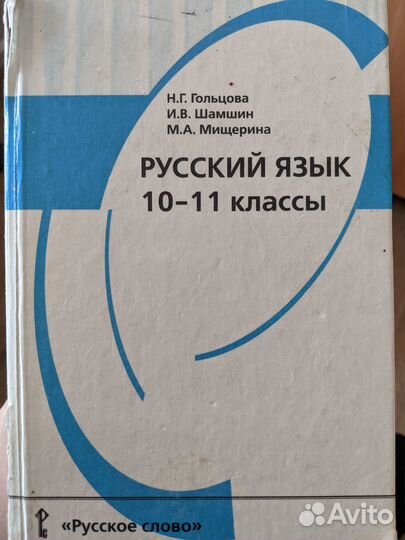 Н.Г. Гольцова
И.В. Шамшин
М.А. Мищерина
РУССКИЙ ЯЗЫК
10–11 классы
«Русское слово»
Avito